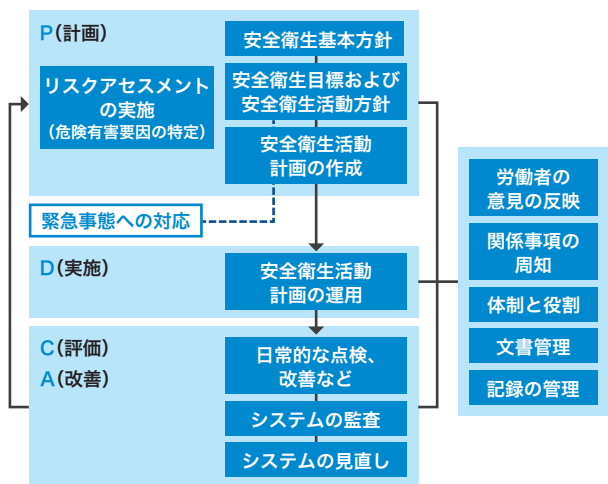 P(計画)
安全衛生基本方針
リスクアセスメント
の実施
(危険有害要因の特定)
安全衛生目標および
安全衛生活動方針
安全衛生活動
計画の作成
緊急事態への対応
D(実施)
安全衛生活動
計画の運用
C(評価)
A(改善)
日常的な点検、
改善など
システムの監査
システムの見直し
労働者の
意見の反映
関係事項の
周知
体制と役割
文書管理
記録の管理